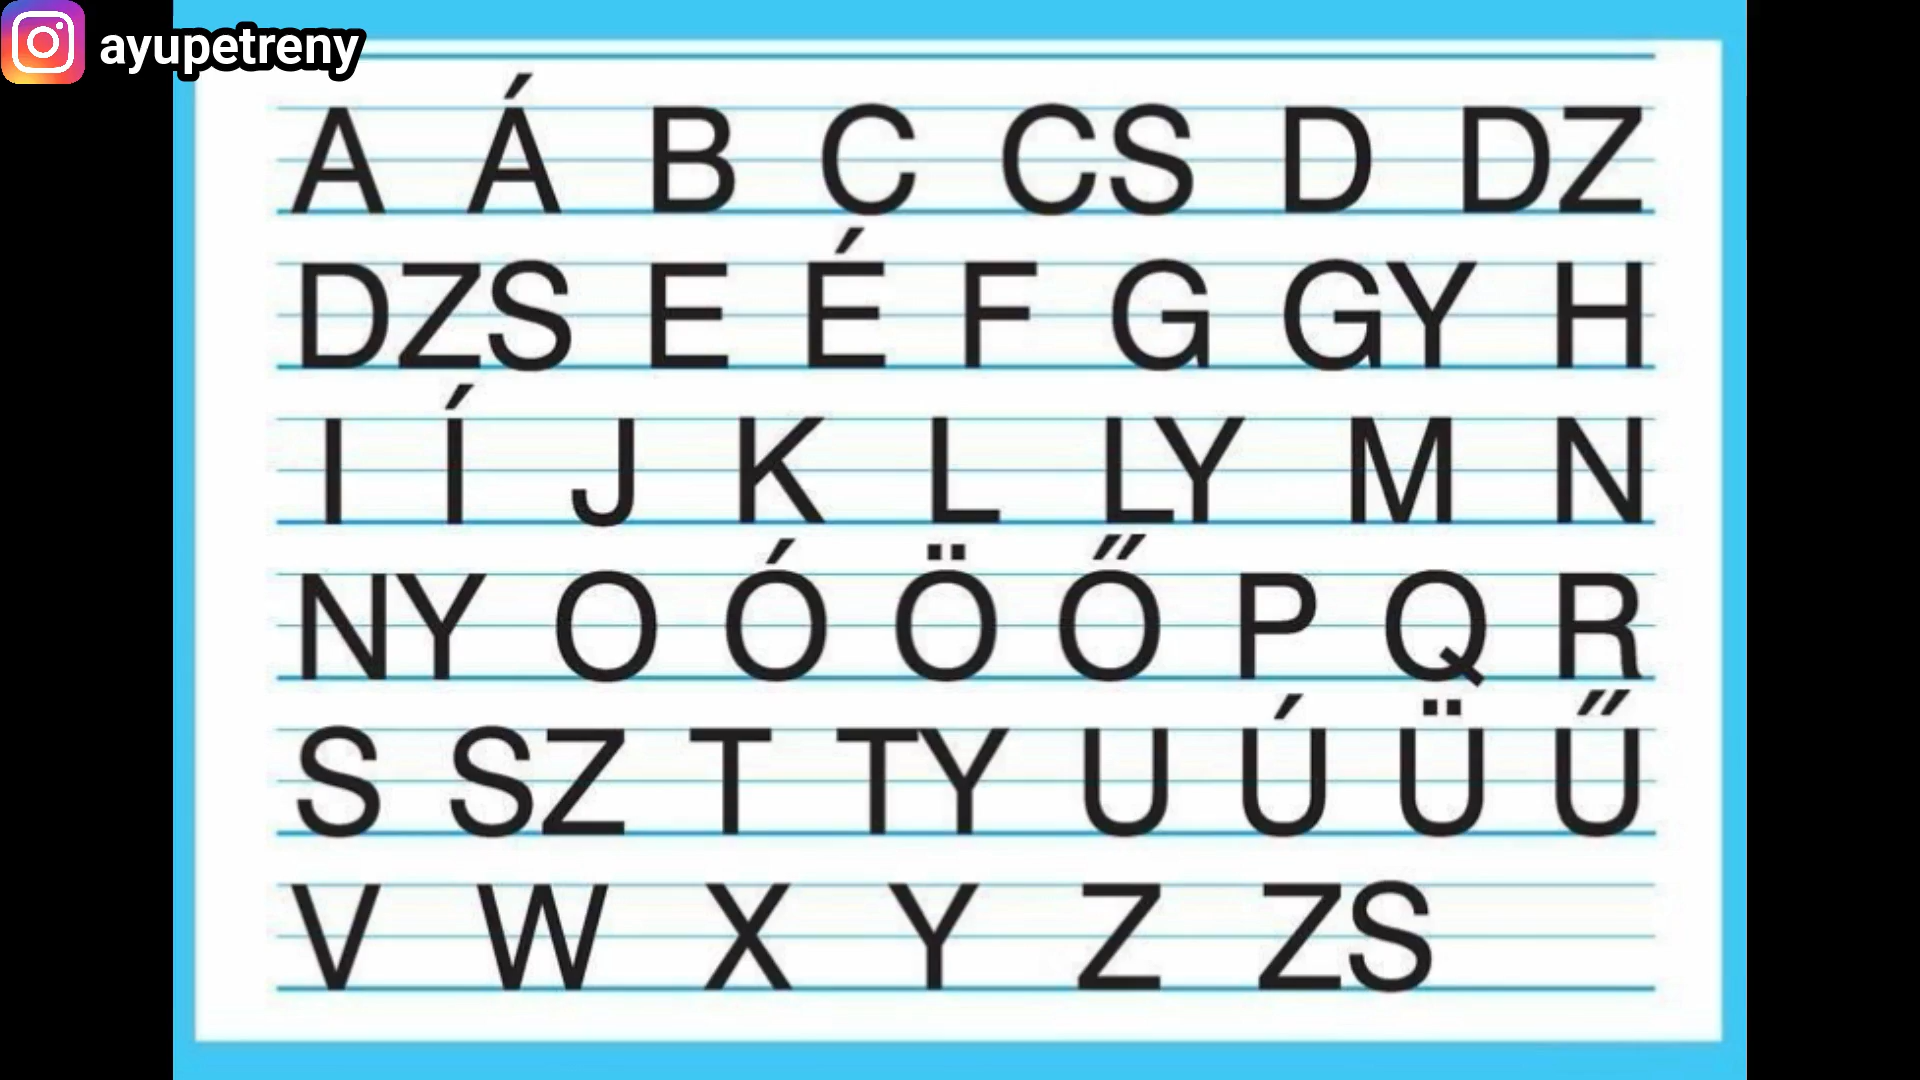 ayupetreny
A Á B C CS D DZ
DZS E É F G GY H
I Í J K L LY M N
NY O Ó Ö Ő P Q R
S SZ T TY U Ú Ü Ű
V W X Y Z ZS